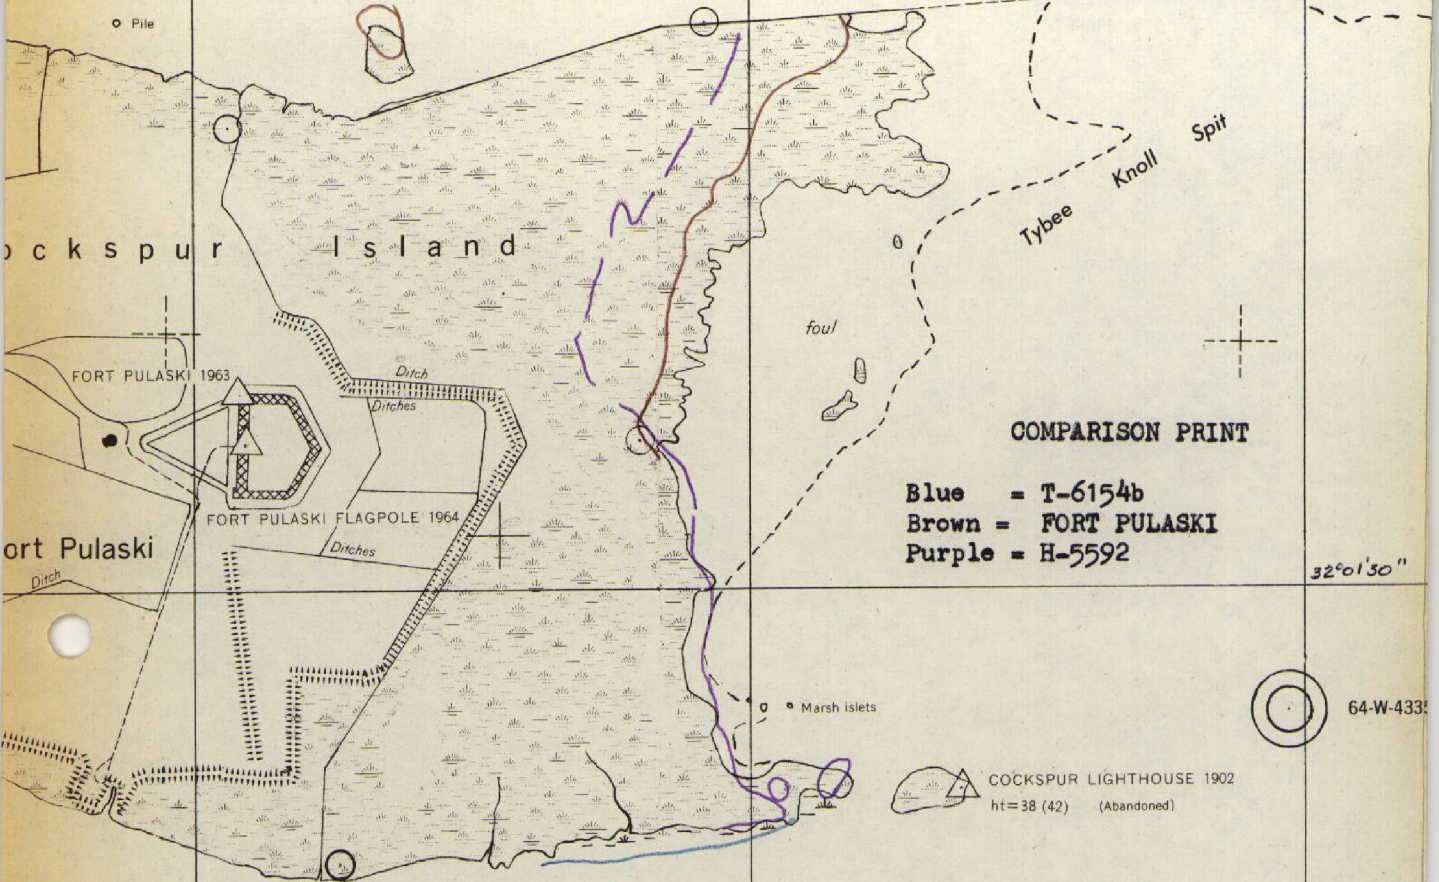 Pile
Spit
Knoll
Tybee
ockspur Island
foul
FORT PULASKI 1963
Ditch
Ditches
COMPARISON PRINT
Blue = T-6154b
Brown = FORT PULASKI
Purple = H-5592
FORT PULASKI FLAGPOLE 1964
ort Pulaski
Ditches
Ditch
32°01'30"
Marsh islets
64-W-4335
COCKSPUR LIGHTHOUSE 1902
ht=38 (42) (Abandoned)